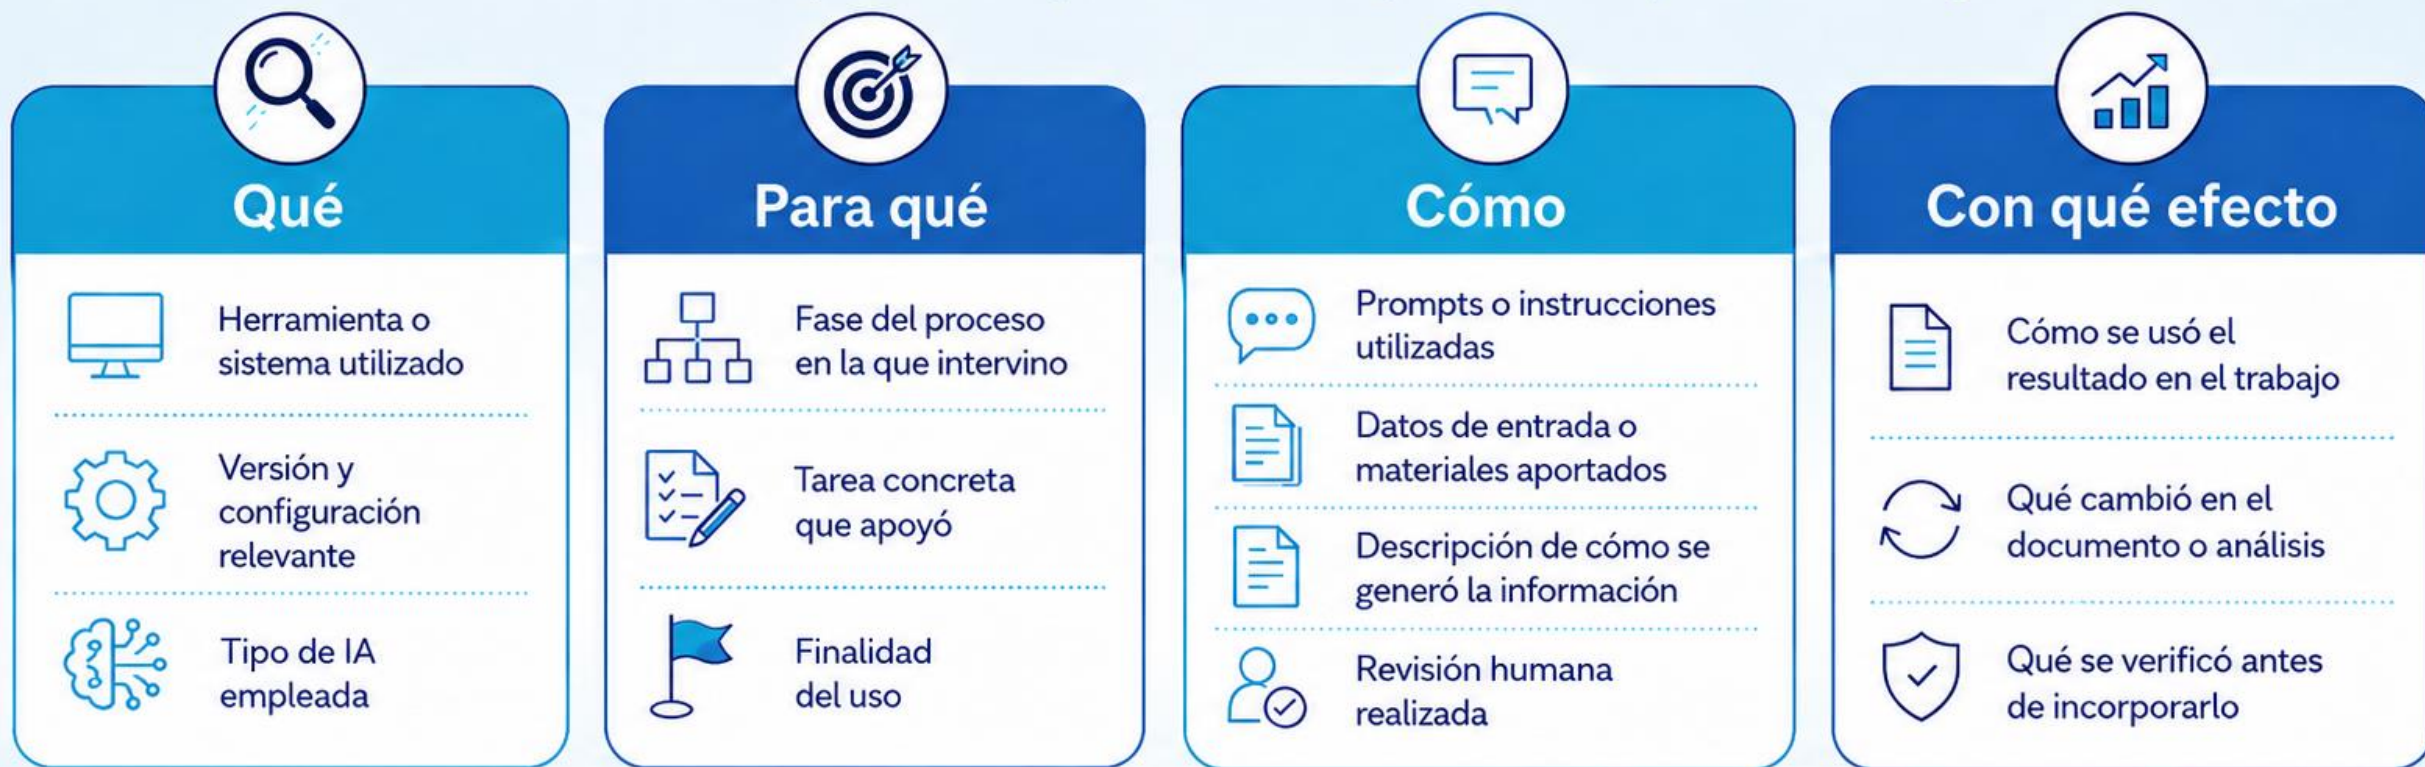 Qué
Herramienta o
sistema utilizado
Versión y
configuración
relevante
Tipo de IA
empleada
Para qué
Fase del proceso
en la que intervino
Tarea concreta
que apoyó
Finalidad
del uso
Cómo
Prompts o instrucciones
utilizadas
Datos de entrada o
materiales aportados
Descripción de cómo se
generó la información
Revisión humana
realizada
Con qué efecto
Cómo se usó el
resultado en el trabajo
Qué cambió en el
documento o análisis
Qué se verificó antes
de incorporarlo